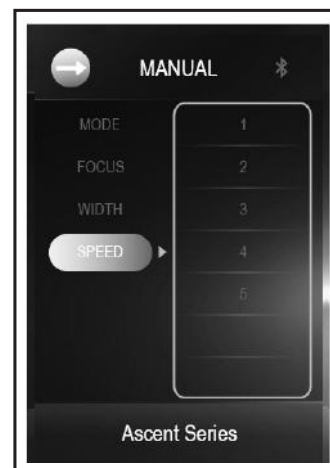 MANUAL
MODE 1
FOCUS 2
WIDTH 3
SPEED 4
5
Ascent Series